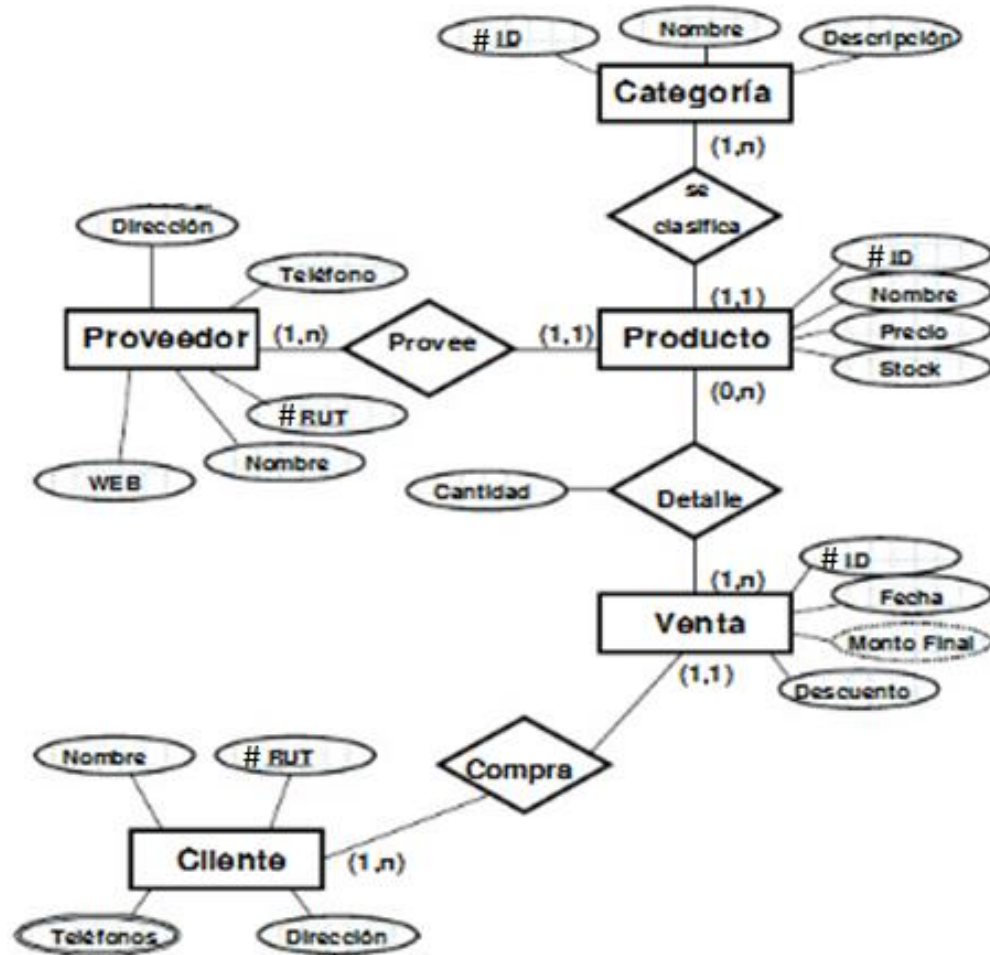 # ID
Nombre
Descripción
Categoría
(1,n)
se
clasifica
Dirección
Teléfono
# ID
(1,1)
Nombre
Proveedor
(1,n)
Provee
(1,1)
Producto
Precio
Stock
(0,n)
# RUT
WEB
Nombre
Cantidad
Detalle
# ID
(1,n)
Fecha
Venta
Monto Final
(1,1)
Descuento
Nombre
# RUT
Compra
Cliente
(1,n)
Teléfonos
Dirección